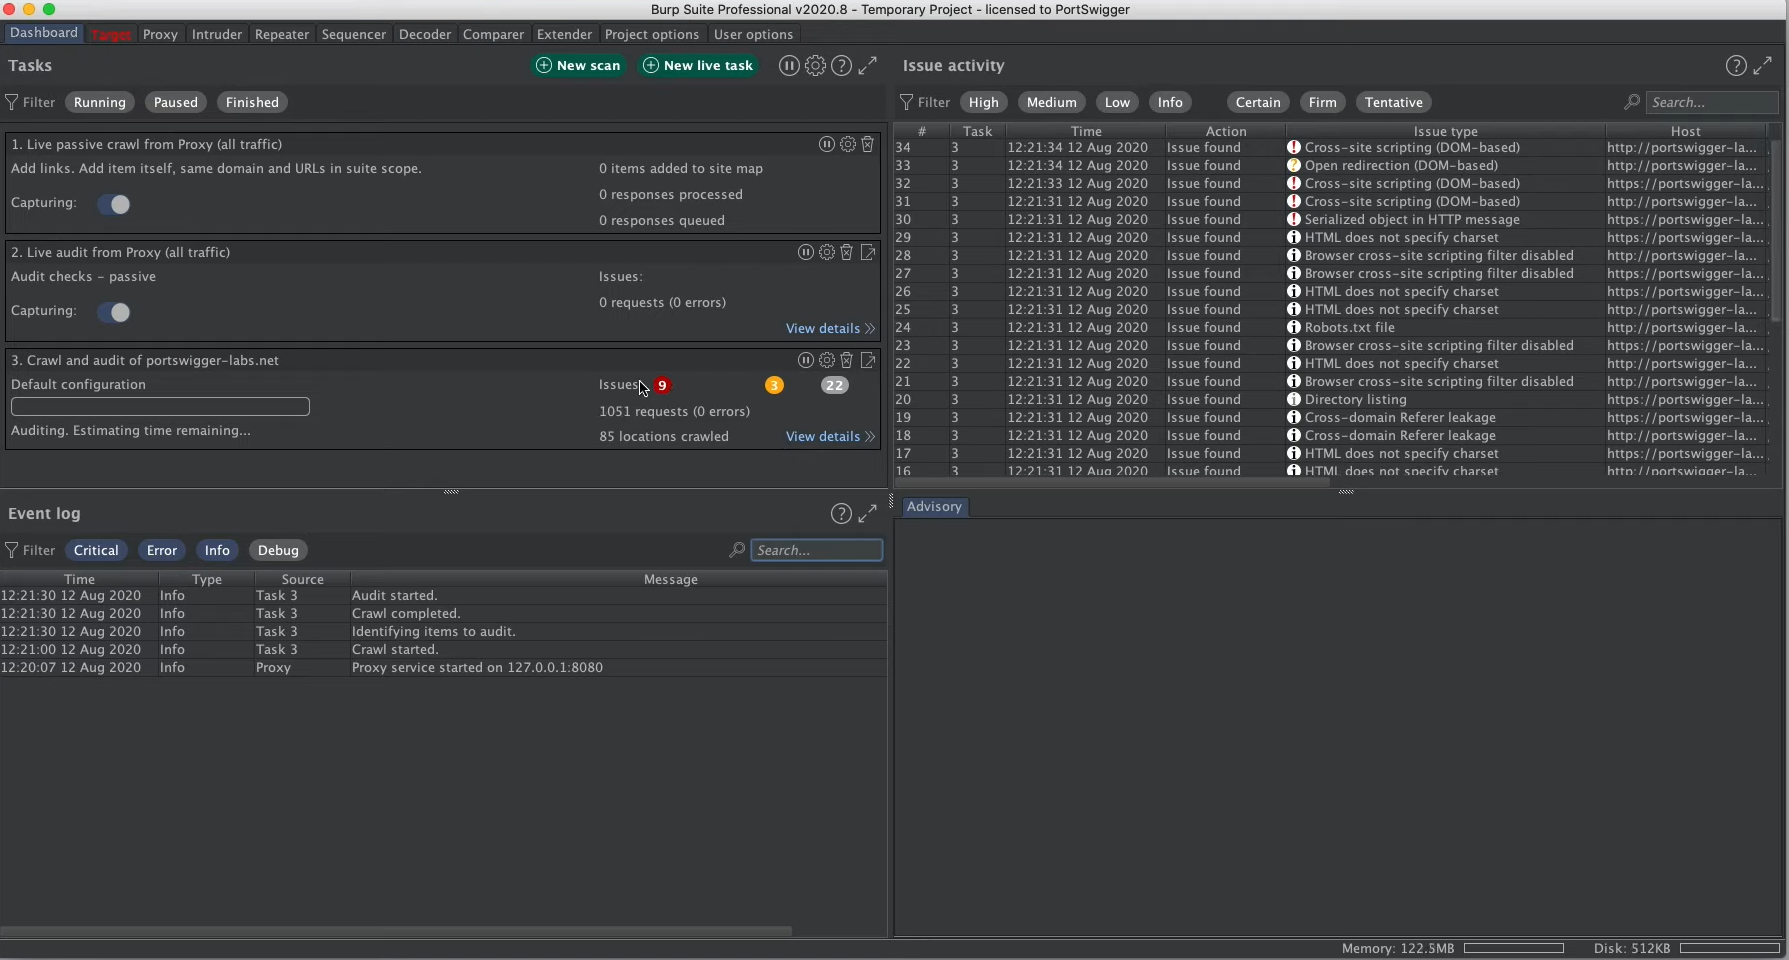 Burp Suite Professional v2020.8 - Temporary Project - licensed to PortSwigger
Dashboard Target Proxy Intruder Repeater Sequencer Decoder Comparer Extender Project options User options
Tasks New scan New live task
Filter Running Paused Finished
1. Live passive crawl from Proxy (all traffic)
Add links. Add item itself, same domain and URLs in suite scope. 0 items added to site map
0 responses processed
Capturing:
0 responses queued
2. Live audit from Proxy (all traffic)
Audit checks - passive Issues:
0 requests (0 errors)
Capturing:
View details
3. Crawl and audit of portswigger-labs.net
Default configuration Issues 9 3 22
1051 requests (0 errors)
Auditing. Estimating time remaining... 85 locations crawled View details
Event log
Filter Critical Error Info Debug Search...
Time Type Source Message
12:21:30 12 Aug 2020 Info Task 3 Audit started.
12:21:30 12 Aug 2020 Info Task 3 Crawl completed.
12:21:30 12 Aug 2020 Info Task 3 Identifying items to audit.
12:21:00 12 Aug 2020 Info Task 3 Crawl started.
12:20:07 12 Aug 2020 Info Proxy Proxy service started on 127.0.0.1:8080
Issue activity
Filter High Medium Low Info Certain Firm Tentative Search...
# Task Time Action Issue type Host
34 3 12:21:34 12 Aug 2020 Issue found Cross-site scripting (DOM-based) http://portswigger-la...
33 3 12:21:34 12 Aug 2020 Issue found Open redirection (DOM-based) http://portswigger-la...
32 3 12:21:33 12 Aug 2020 Issue found Cross-site scripting (DOM-based) https://portswigger-la...
31 3 12:21:31 12 Aug 2020 Issue found Cross-site scripting (DOM-based) https://portswigger-la...
30 3 12:21:31 12 Aug 2020 Issue found Serialized object in HTTP message https://portswigger-la...
29 3 12:21:31 12 Aug 2020 Issue found HTML does not specify charset http://portswigger-la...
28 3 12:21:31 12 Aug 2020 Issue found Browser cross-site scripting filter disabled http://portswigger-la...
27 3 12:21:31 12 Aug 2020 Issue found Browser cross-site scripting filter disabled https://portswigger-la...
26 3 12:21:31 12 Aug 2020 Issue found HTML does not specify charset http://portswigger-la...
25 3 12:21:31 12 Aug 2020 Issue found HTML does not specify charset http://portswigger-la...
24 3 12:21:31 12 Aug 2020 Issue found Robots.txt file http://portswigger-la...
23 3 12:21:31 12 Aug 2020 Issue found Browser cross-site scripting filter disabled https://portswigger-la...
22 3 12:21:31 12 Aug 2020 Issue found HTML does not specify charset http://portswigger-la...
21 3 12:21:31 12 Aug 2020 Issue found Browser cross-site scripting filter disabled https://portswigger-la...
20 3 12:21:31 12 Aug 2020 Issue found Directory listing https://portswigger-la...
19 3 12:21:31 12 Aug 2020 Issue found Cross-domain Referer leakage https://portswigger-la...
18 3 12:21:31 12 Aug 2020 Issue found Cross-domain Referer leakage http://portswigger-la...
17 3 12:21:31 12 Aug 2020 Issue found HTML does not specify charset https://portswigger-la...
16 3 12:21:31 12 Aug 2020 Issue found HTML does not specify charset http://portswigger-la...
Advisory
Memory: 122.5MB Disk: 512KB